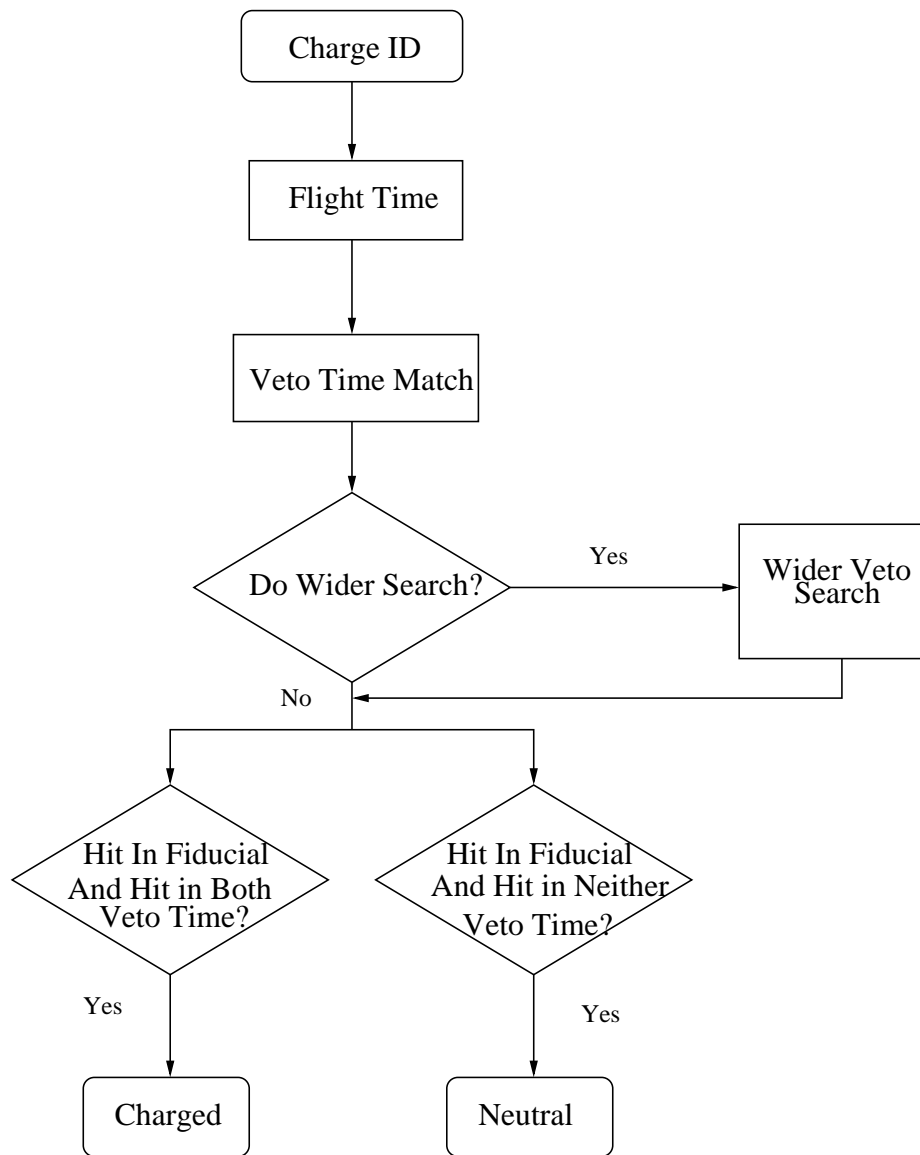 Charge ID
Flight Time
Veto Time Match
Do Wider Search?
Yes
Wider Veto
Search
No
Hit In Fiducial
And Hit in Both
Veto Time?
Hit In Fiducial
And Hit in Neither
Veto Time?
Yes
Yes
Charged
Neutral